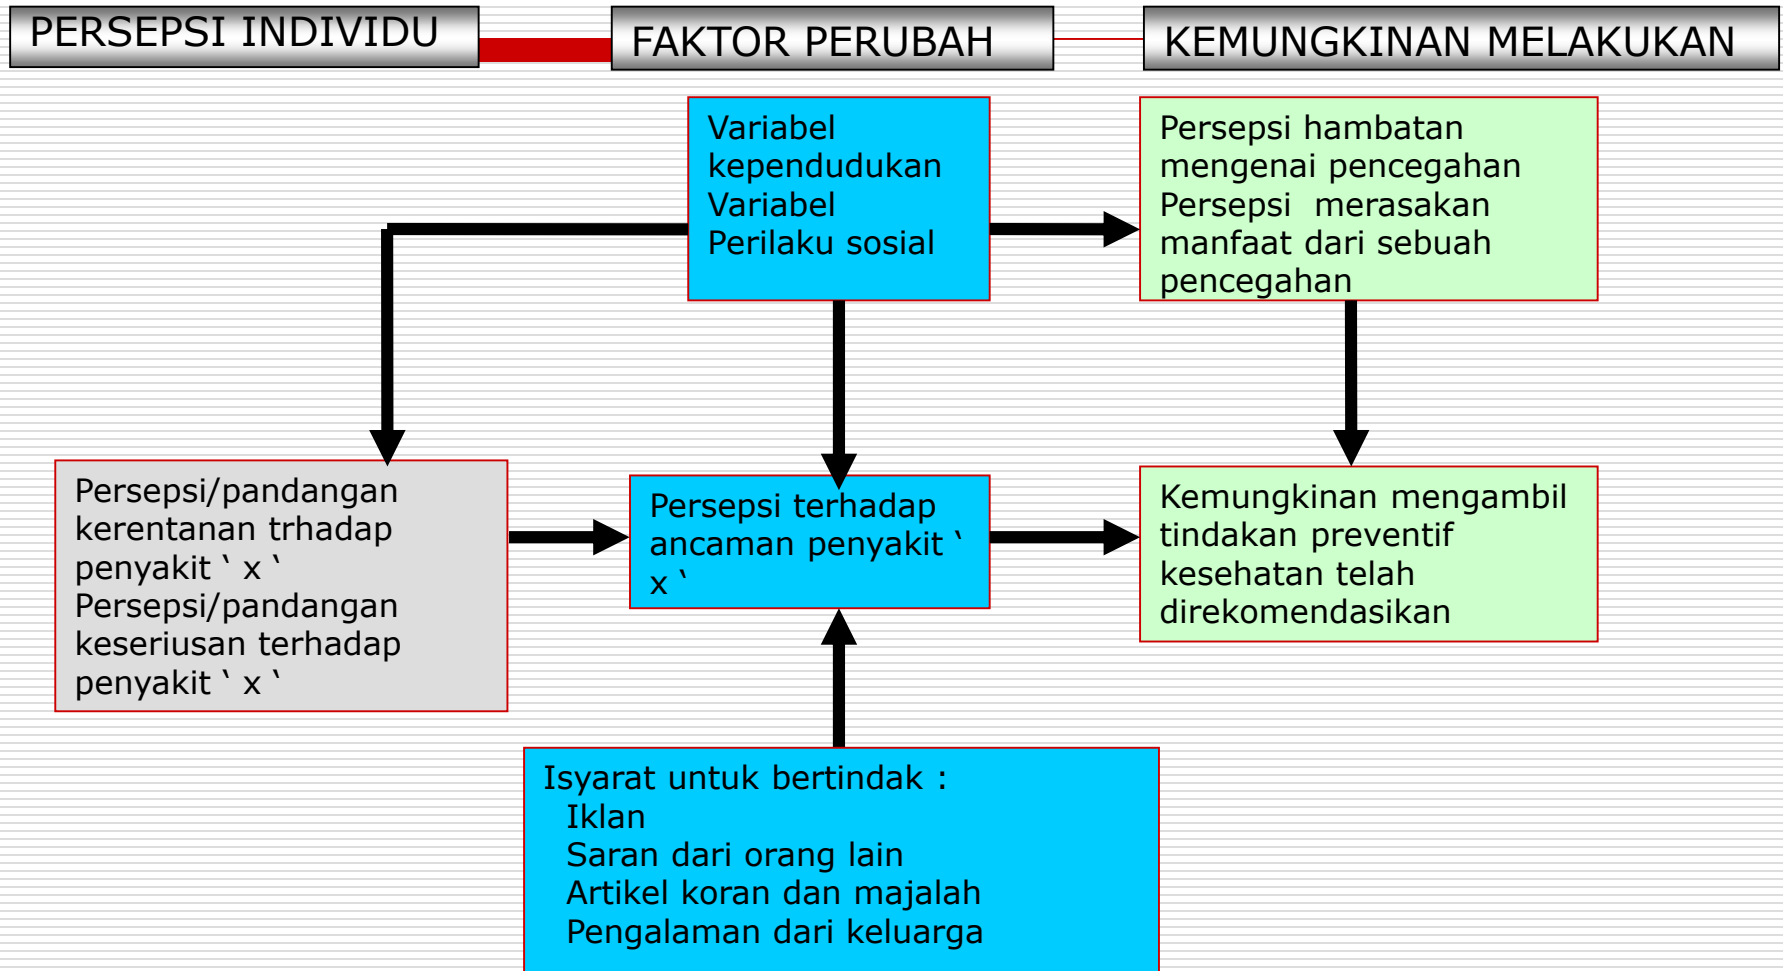 PERSEPSI INDIVIDU
FAKTOR PERUBAH
KEMUNGKINAN MELAKUKAN
Variabel
kependudukan
Variabel
Perilaku sosial
Persepsi hambatan
mengenai pencegahan
Persepsi  merasakan
manfaat dari sebuah
pencegahan
Persepsi/pandangan
kerentanan trhadap
penyakit ‘ x ‘
Persepsi/pandangan
keseriusan terhadap
penyakit ‘ x ‘
Persepsi terhadap
ancaman penyakit ‘
x ‘
Kemungkinan mengambil
tindakan preventif
kesehatan telah
direkomendasikan
Isyarat untuk bertindak :
Iklan
Saran dari orang lain
Artikel koran dan majalah
Pengalaman dari keluarga